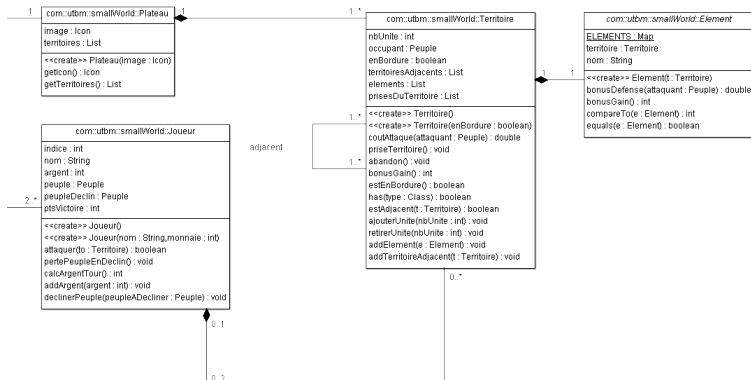 1
com::utbm::smallWorld::Plateau
image : Icon
territoires : List
<<create>> Plateau(image : Icon)
getIcon() : Icon
getTerritoires() : List
1
1..*
com::utbm::smallWorld::Territoire
nbUnite : int
occupant : Peuple
enBordure : boolean
territoiresAdjacents : List
elements : List
prisesDuTerritoire : List
<<create>> Territoire()
<<create>> Territoire(enBordure : boolean)
coutAttaque(attaquant : Peuple) : double
priseTerritoire() : void
abandon() : void
bonusGain() : int
estEnBordure() : boolean
has(type : Class) : boolean
estAdjacent(t : Territoire) : boolean
ajouterUnite(nbUnite : int) : void
retirerUnite(nbUnite : int) : void
addElement(e : Element) : void
addTerritoireAdjacent(t : Territoire) : void
1
1
com::utbm::smallWorld::Element
ELEMENTS : Map
territoire : Territoire
nom : String
<<create>> Element(t : Territoire)
bonusDefense(attaquant : Peuple) : double
bonusGain() : int
compareTo(e : Element) : int
equals(e : Element) : boolean
1..*
adjacent
1..*
0..*
2..*
com::utbm::smallWorld::Joueur
indice : int
nom : String
argent : int
peuple : Peuple
peupleDeclin : Peuple
ptsVictoire : int
<<create>> Joueur()
<<create>> Joueur(nom : String,monnaie : int)
attaquer(to : Territoire) : boolean
pertePeupleEnDeclin() : void
calcArgentTour() : int
addArgent(argent : int) : void
declinerPeuple(peupleADecliner : Peuple) : void
0..1
0..2